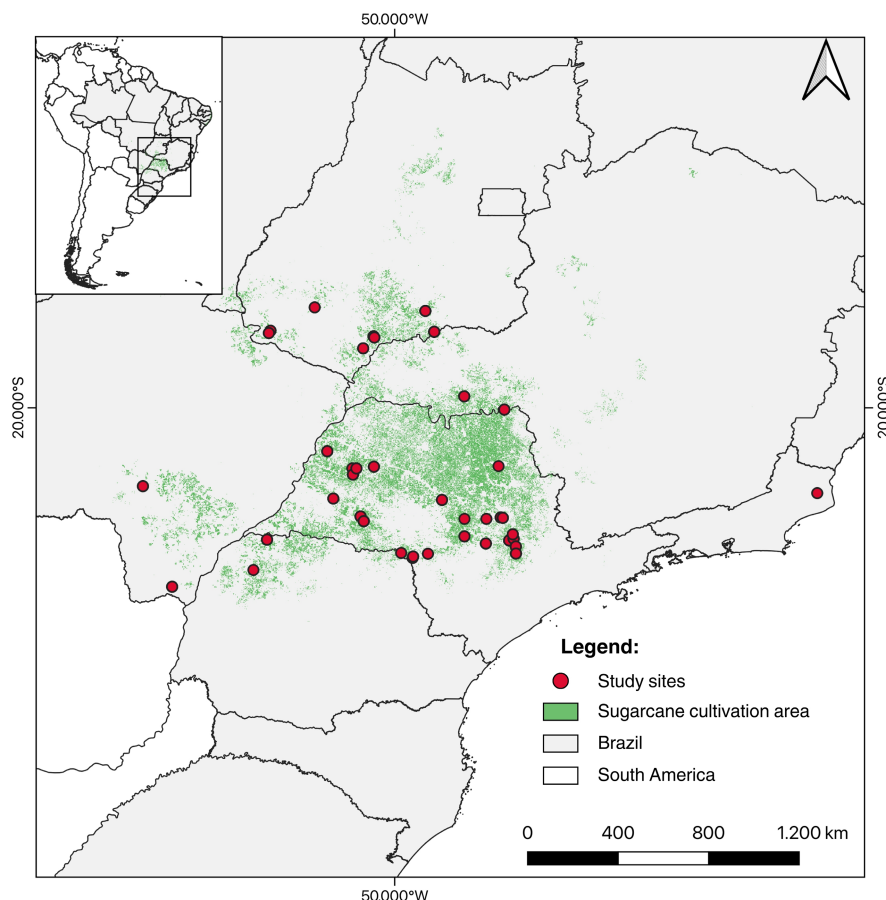 50.000°W
20.000°S
20.000°S
Legend:
Study sites
Sugarcane cultivation area
Brazil
South America
0 400 800 1.200 km
50.000°W